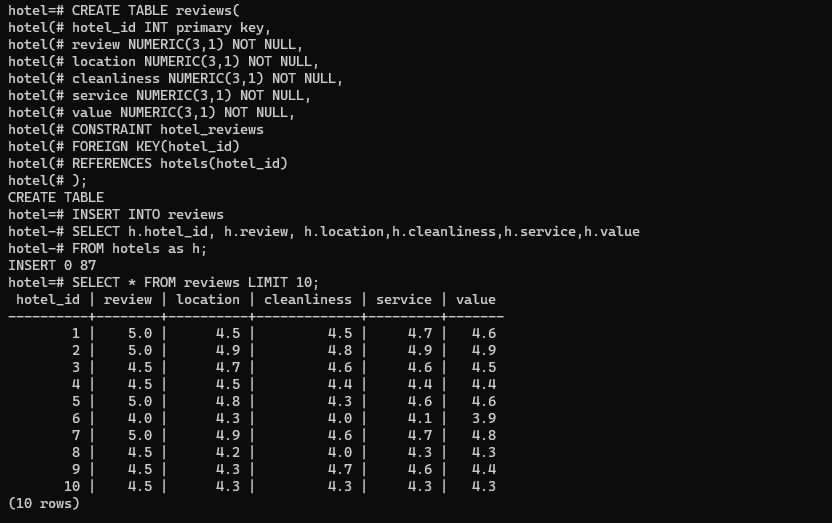 hotel=# CREATE TABLE reviews(
hotel(# hotel_id INT primary key,
hotel(# review NUMERIC(3,1) NOT NULL,
hotel(# location NUMERIC(3,1) NOT NULL,
hotel(# cleanliness NUMERIC(3,1) NOT NULL,
hotel(# service NUMERIC(3,1) NOT NULL,
hotel(# value NUMERIC(3,1) NOT NULL,
hotel(# CONSTRAINT hotel_reviews
hotel(# FOREIGN KEY(hotel_id)
hotel(# REFERENCES hotels(hotel_id)
hotel(# );
CREATE TABLE
hotel=# INSERT INTO reviews
hotel-# SELECT h.hotel_id, h.review, h.location,h.cleanliness,h.service,h.value
hotel-# FROM hotels as h;
INSERT 0 87
hotel=# SELECT * FROM reviews LIMIT 10;
 hotel_id | review | location | cleanliness | service | value
----------+--------+----------+-------------+---------+-------
        1 |    5.0 |      4.5 |         4.5 |     4.7 |   4.6
        2 |    5.0 |      4.9 |         4.8 |     4.9 |   4.9
        3 |    4.5 |      4.7 |         4.6 |     4.6 |   4.5
        4 |    4.5 |      4.5 |         4.4 |     4.4 |   4.4
        5 |    5.0 |      4.8 |         4.3 |     4.6 |   4.6
        6 |    4.0 |      4.3 |         4.0 |     4.1 |   3.9
        7 |    5.0 |      4.9 |         4.6 |     4.7 |   4.8
        8 |    4.5 |      4.2 |         4.0 |     4.3 |   4.3
        9 |    4.5 |      4.3 |         4.7 |     4.6 |   4.4
       10 |    4.5 |      4.3 |         4.3 |     4.3 |   4.3
(10 rows)